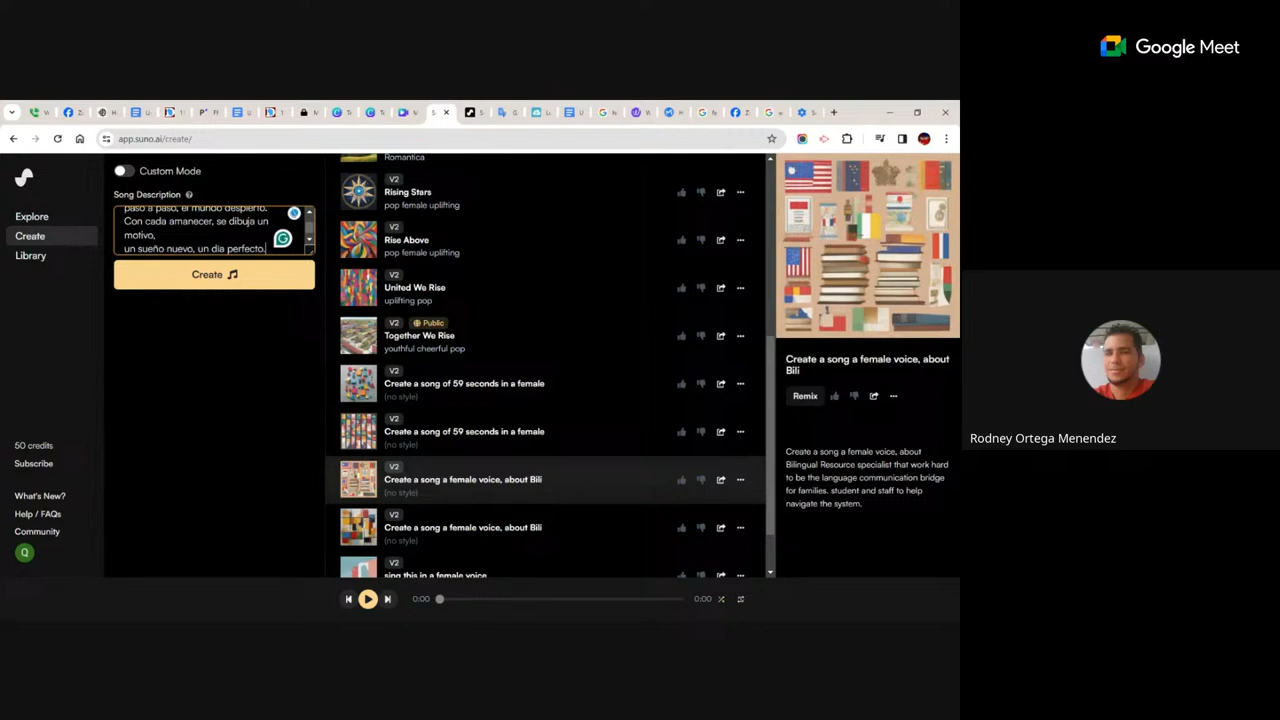 Google Meet
app.suno.ai/create/
Custom Mode
Song Description
paso a paso, el mundo despierto.
Con cada amanecer, se dibuja un
motivo,
un sueño nuevo, un día perfecto.
Create
Explore
Create
Library
50 credits
Subscribe
What's New?
Help / FAQs
Community
Q
Romantica
V2
Rising Stars
pop female uplifting
V2
Rise Above
pop female uplifting
V2
United We Rise
uplifting pop
V2 Public
Together We Rise
youthful cheerful pop
V2
Create a song of 59 seconds in a female
(no style)
V2
Create a song of 59 seconds in a female
(no style)
V2
Create a song a female voice, about Bili
(no style)
V2
Create a song a female voice, about Bili
(no style)
V2
sing this in a female voice
0:00
0:00
Create a song a female voice, about
Bili
Remix
Create a song a female voice, about
Bilingual Resource specialist that work hard
to be the language communication bridge
for families. student and staff to help
navigate the system.
Rodney Ortega Menendez